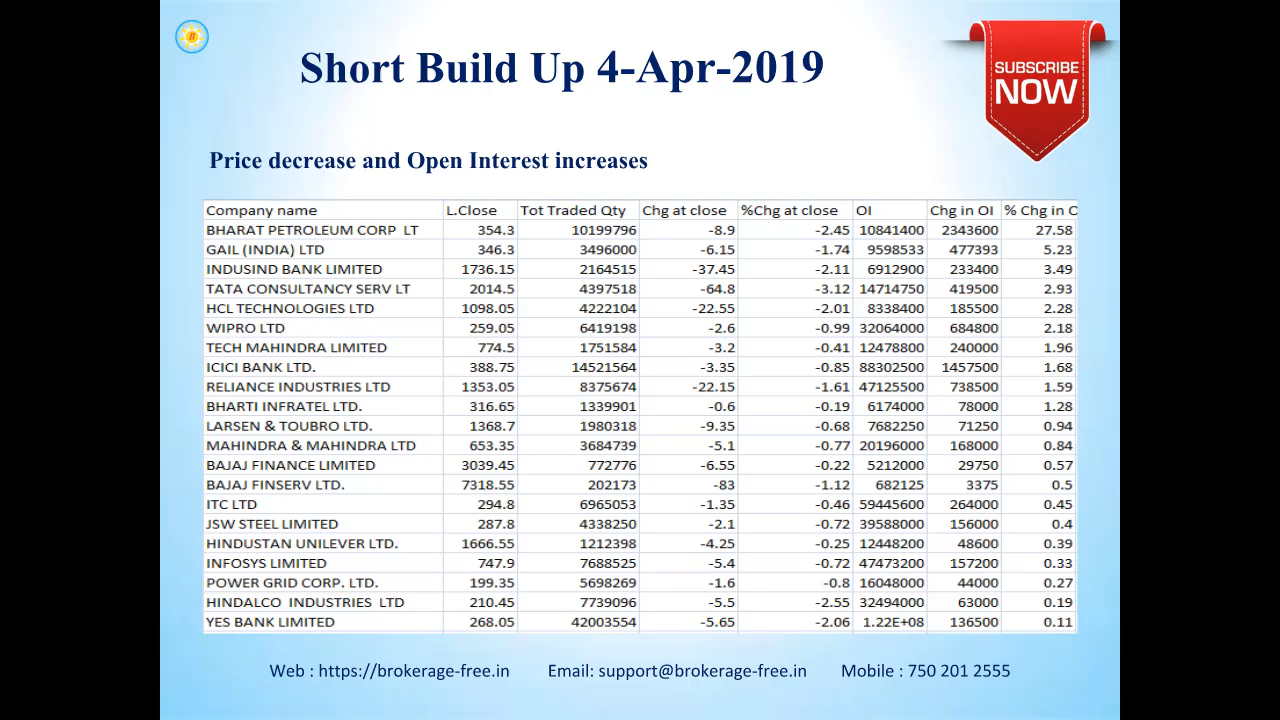 B
Short Build Up 4-Apr-2019
SUBSCRIBE
NOW
Price decrease and Open Interest increases
Company name L.Close Tot Traded Qty Chg at close %Chg at close OI Chg in OI % Chg in O
BHARAT PETROLEUM CORP LT 354.3 10199796 -8.9 -2.45 10841400 2343600 27.58
GAIL (INDIA) LTD 346.3 3496000 -6.15 -1.74 9598533 477393 5.23
INDUSIND BANK LIMITED 1736.15 2164515 -37.45 -2.11 6912900 233400 3.49
TATA CONSULTANCY SERV LT 2014.5 4397518 -64.8 -3.12 14714750 419500 2.93
HCL TECHNOLOGIES LTD 1098.05 4222104 -22.55 -2.01 8338400 185500 2.28
WIPRO LTD 259.05 6419198 -2.6 -0.99 32064000 684800 2.18
TECH MAHINDRA LIMITED 774.5 1751584 -3.2 -0.41 12478800 240000 1.96
ICICI BANK LTD. 388.75 14521564 -3.35 -0.85 88302500 1457500 1.68
RELIANCE INDUSTRIES LTD 1353.05 8375674 -22.15 -1.61 47125500 738500 1.59
BHARTI INFRATEL LTD. 316.65 1339901 -0.6 -0.19 6174000 78000 1.28
LARSEN & TOUBRO LTD. 1368.7 1980318 -9.35 -0.68 7682250 71250 0.94
MAHINDRA & MAHINDRA LTD 653.35 3684739 -5.1 -0.77 20196000 168000 0.84
BAJAJ FINANCE LIMITED 3039.45 772776 -6.55 -0.22 5212000 29750 0.57
BAJAJ FINSERV LTD. 7318.55 202173 -83 -1.12 682125 3375 0.5
ITC LTD 294.8 6965053 -1.35 -0.46 59445600 264000 0.45
JSW STEEL LIMITED 287.8 4338250 -2.1 -0.72 39588000 156000 0.4
HINDUSTAN UNILEVER LTD. 1666.55 1212398 -4.25 -0.25 12448200 48600 0.39
INFOSYS LIMITED 747.9 7688525 -5.4 -0.72 47473200 157200 0.33
POWER GRID CORP. LTD. 199.35 5698269 -1.6 -0.8 16048000 44000 0.27
HINDALCO INDUSTRIES LTD 210.45 7739096 -5.5 -2.55 32494000 63000 0.19
YES BANK LIMITED 268.05 42003554 -5.65 -2.06 1.22E+08 136500 0.11
Web : https://brokerage-free.in Email: support@brokerage-free.in Mobile : 750 201 2555